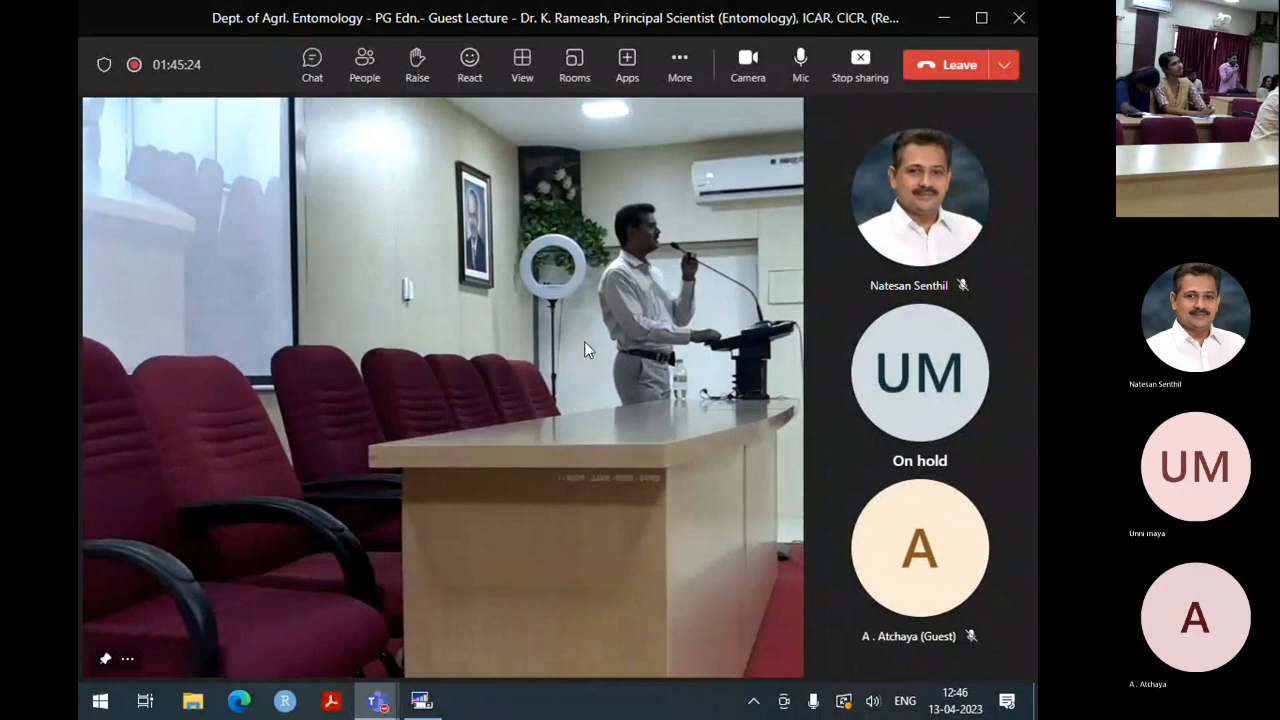 Dept. of Agrl. Entomology - PG Edn.- Guest Lecture - Dr. K. Rameash, Principal Scientist (Entomology), ICAR, CICR, (Re...
01:45:24
Chat
People
Raise
React
View
Rooms
Apps
More
Camera
Mic
Stop sharing
Leave
Natesan Senthil
UM
On hold
A
A . Atchaya (Guest)
Natesan Senthil
UM
Unni maya
A
A . Atchaya
R
ENG
12:46
13-04-2023